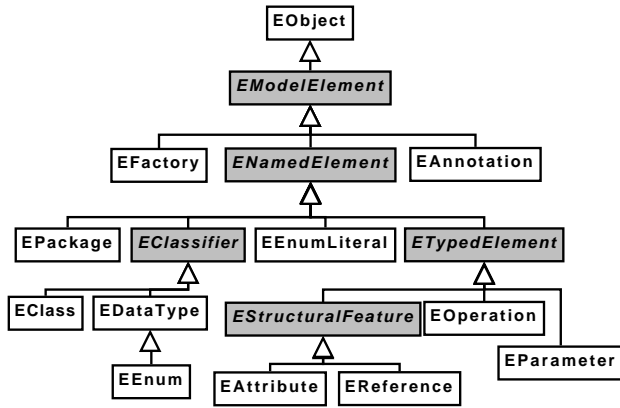 EObject
EModelElement
EFactory
ENamedElement
EAnnotation
EPackage
EClassifier
EEnumLiteral
ETypedElement
EClass
EDataType
EStructuralFeature
EOperation
EEnum
EAttribute
EReference
EParameter